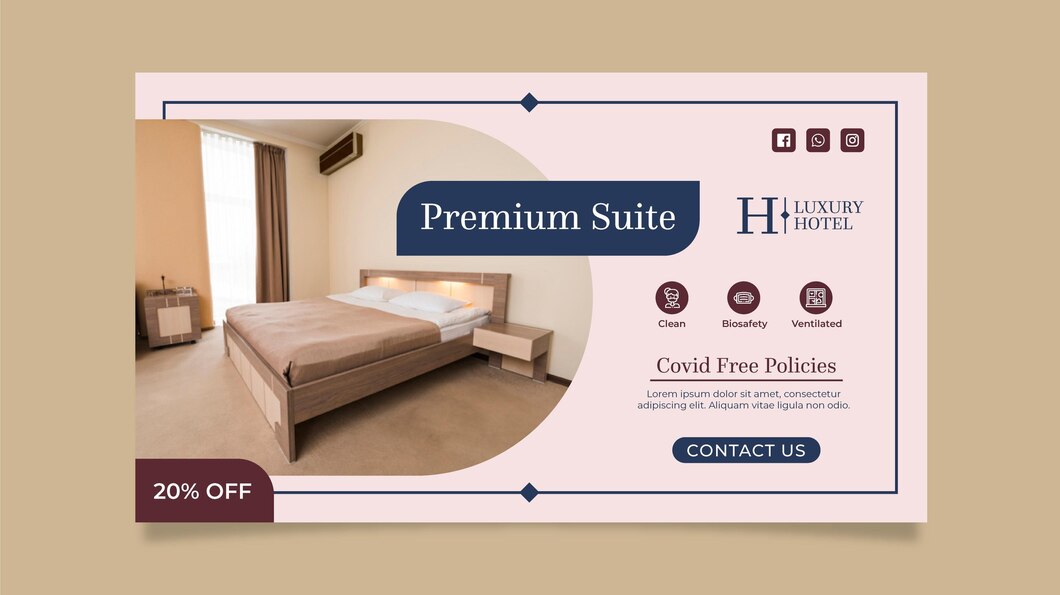 Premium Suite
H
LUXURY
HOTEL
Clean
Biosafety
Ventilated
Covid Free Policies
Lorem ipsum dolor sit amet, consectetur
adipiscing elit. Aliquam vitae ligula non odio.
CONTACT US
20% OFF